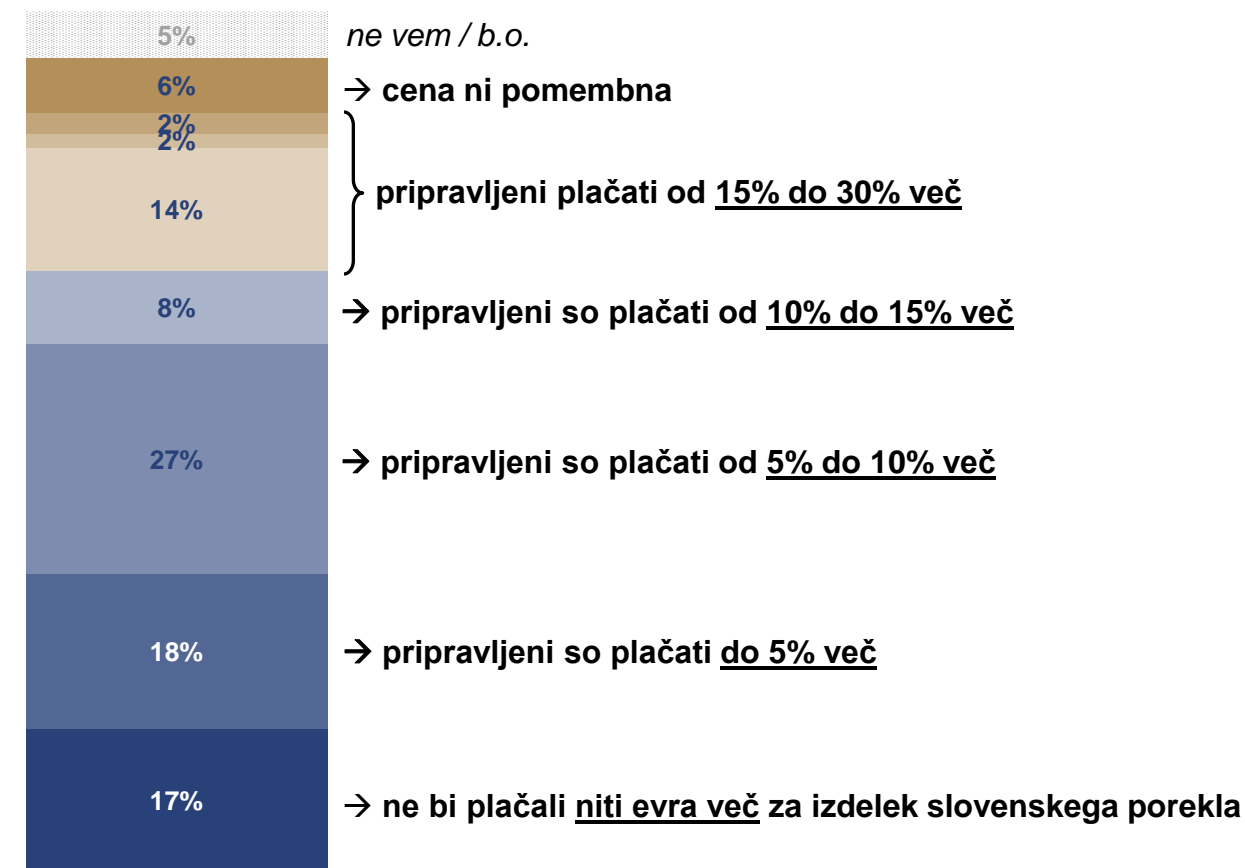 5% ne vem / b.o.
6% → cena ni pomembna
2%
2%
14% pripravljeni plačati od 15% do 30% več
8% → pripravljeni so plačati od 10% do 15% več
27% → pripravljeni so plačati od 5% do 10% več
18% → pripravljeni so plačati do 5% več
17% → ne bi plačali niti evra več za izdelek slovenskega porekla